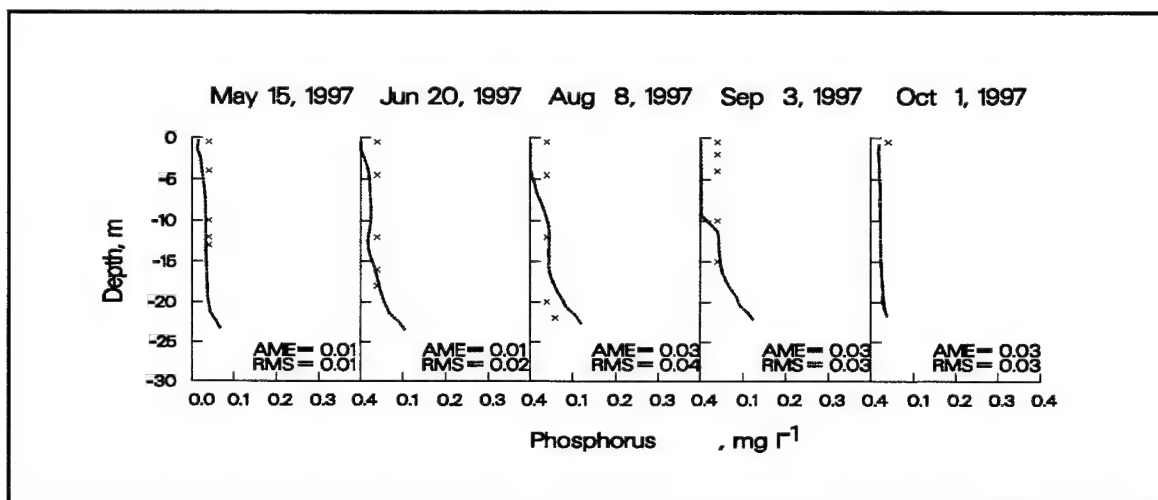 May 15, 1997 Jun 20, 1997 Aug 8, 1997 Sep 3, 1997 Oct 1, 1997
0
-5
-10
-15
-20
-25
-30
Depth, m
AME= 0.01 AME= 0.01 AME= 0.03 AME= 0.03 AME= 0.03
RMS= 0.01 RMS= 0.02 RMS= 0.04 RMS= 0.03 RMS= 0.03
0.0 0.1 0.2 0.3 0.4 0.1 0.2 0.3 0.4 0.1 0.2 0.3 0.4 0.1 0.2 0.3 0.4 0.1 0.2 0.3 0.4
Phosphorus , mg l⁻¹